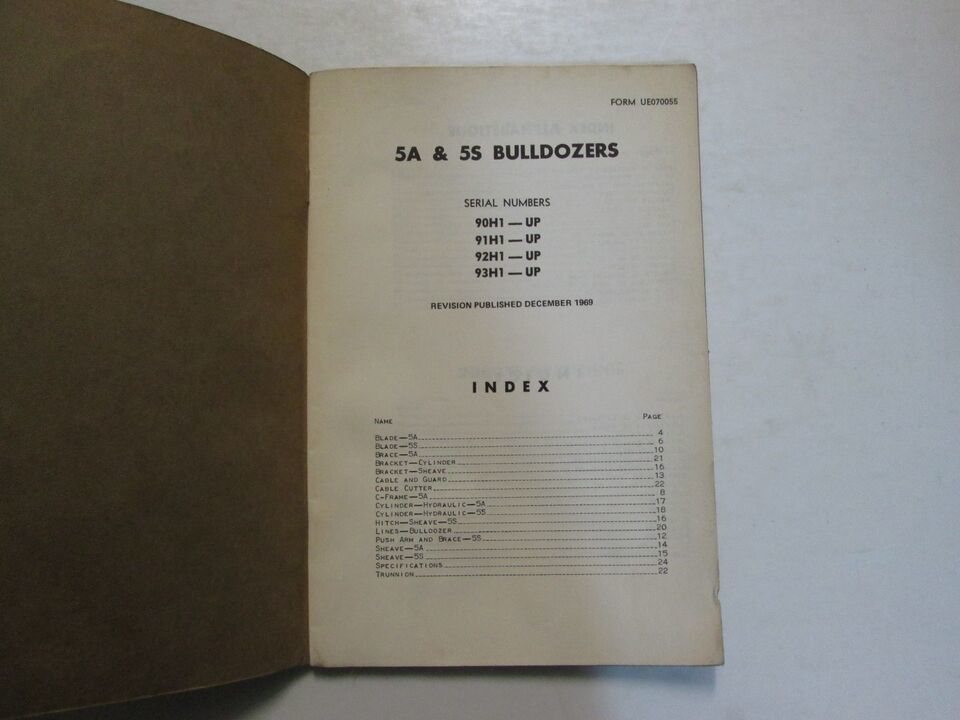 FORM UE070055
5A & 5S BULLDOZERS
SERIAL NUMBERS
90H1 — UP
91H1 — UP
92H1 — UP
93H1 — UP
REVISION PUBLISHED DECEMBER 1969
INDEX
NAME PAGE
BLADE—5A 4
BLADE—5S 6
BRACE—5A 10
BRACKET—CYLINDER 21
BRACKET—SHEAVE 16
CABLE AND GUARD 13
CABLE CUTTER 22
C-FRAME—5A 8
CYLINDER—HYDRAULIC—5A 17
CYLINDER—HYDRAULIC—5S 18
HITCH—SHEAVE—5S 16
LINES—BULLDOZER 20
PUSH ARM AND BRACE—5S 12
SHEAVE—5A 14
SHEAVE—5S 15
SPECIFICATIONS 24
TRUNNION 22